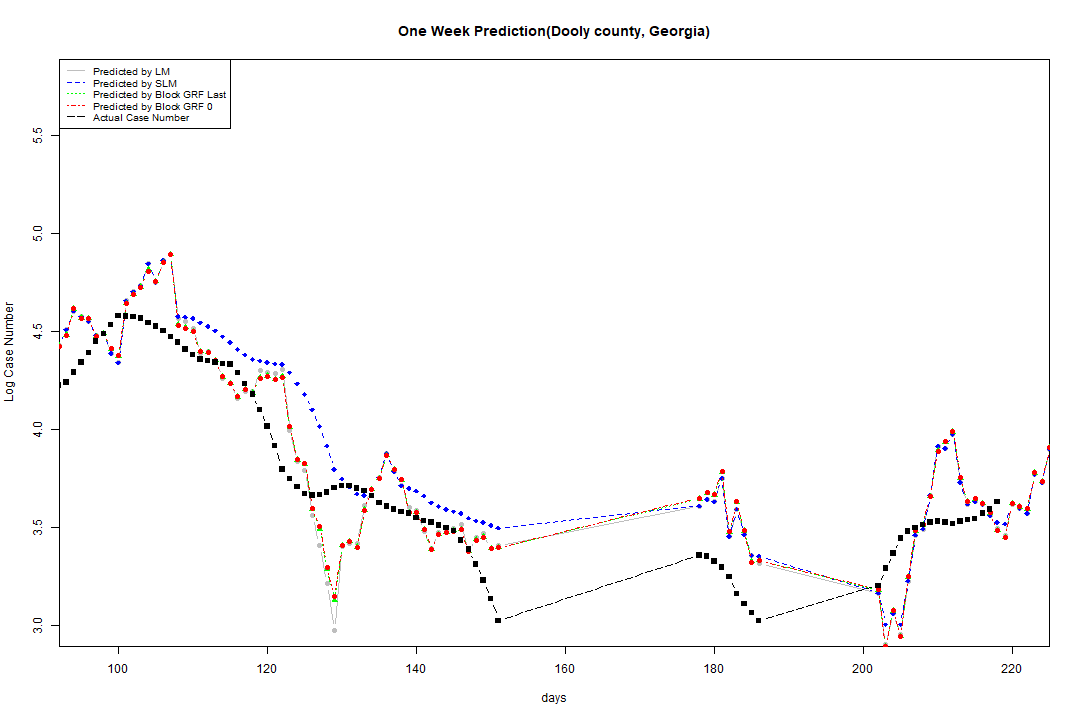 One Week Prediction(Dooly county, Georgia)
Predicted by LM
Predicted by SLM
Predicted by Block GRF Last
Predicted by Block GRF 0
Actual Case Number
Log Case Number
5.5
5.0
4.5
4.0
3.5
3.0
100 120 140 160 180 200 220
days